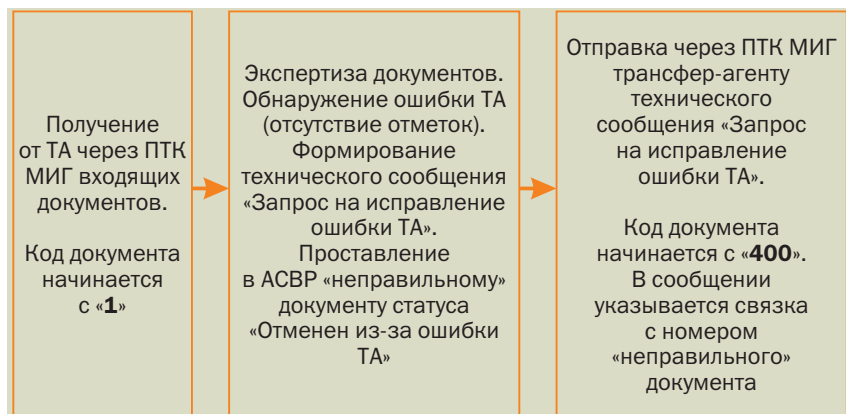 Получение
от ТА через ПТК
МИГ входящих
документов.
Код документа
начинается
с «1»
Экспертиза документов.
Обнаружение ошибки ТА
(отсутствие отметок).
Формирование
технического сообщения
«Запрос на исправление
ошибки ТА».
Проставление
в АСВР «неправильному»
документу статуса
«Отменен из-за ошибки
ТА»
Отправка через ПТК МИГ
трансфер-агенту
технического
сообщения «Запрос
на исправление
ошибки ТА».
Код документа
начинается с «400».
В сообщении
указывается связка
с номером
«неправильного»
документа